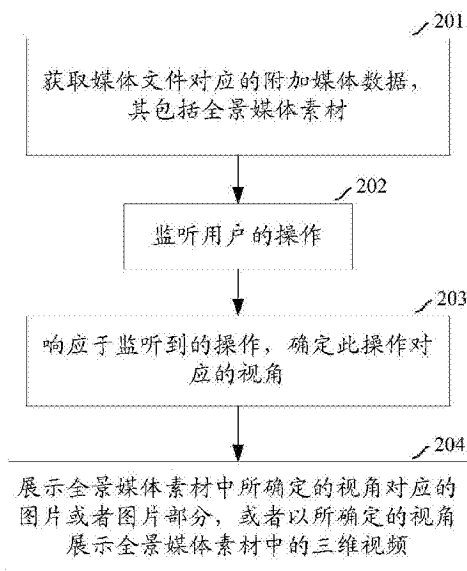 201
获取媒体文件对应的附加媒体数据，
其包括全景媒体素材
202
监听用户的操作
203
响应于监听到的操作，确定此操作对
应的视角
204
展示全景媒体素材中所确定的视角对应的
图片或者图片部分，或者以所确定的视角
展示全景媒体素材中的三维视频